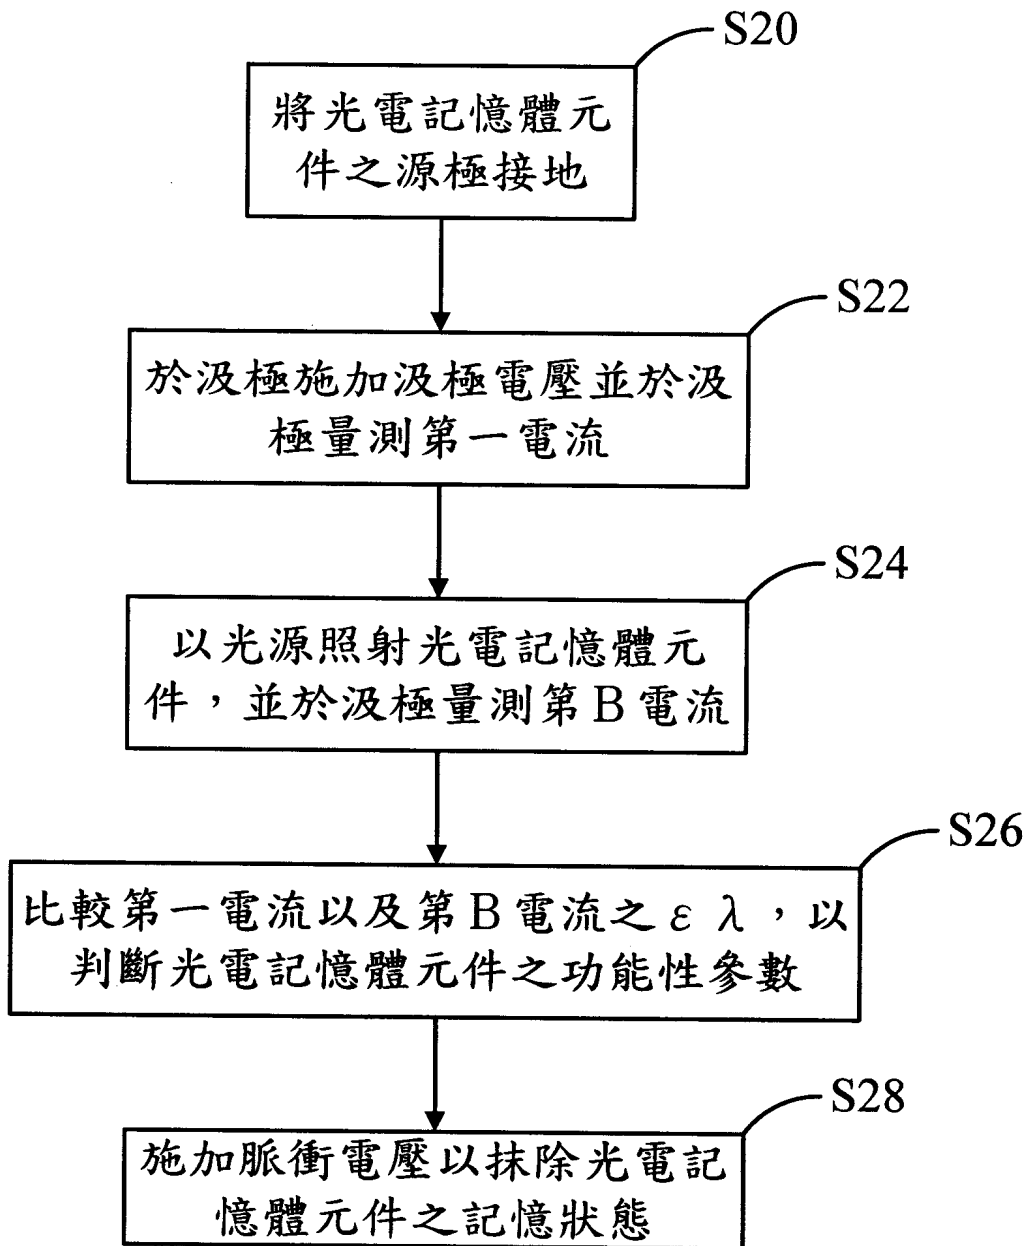 S20
將光電記憶體元
件之源極接地
S22
於汲極施加汲極電壓並於汲
極量測第一電流
S24
以光源照射光電記憶體元
件，並於汲極量測第B電流
S26
比較第一電流以及第B電流之ε λ，以
判斷光電記憶體元件之功能性參數
S28
施加脈衝電壓以抹除光電記
憶體元件之記憶狀態